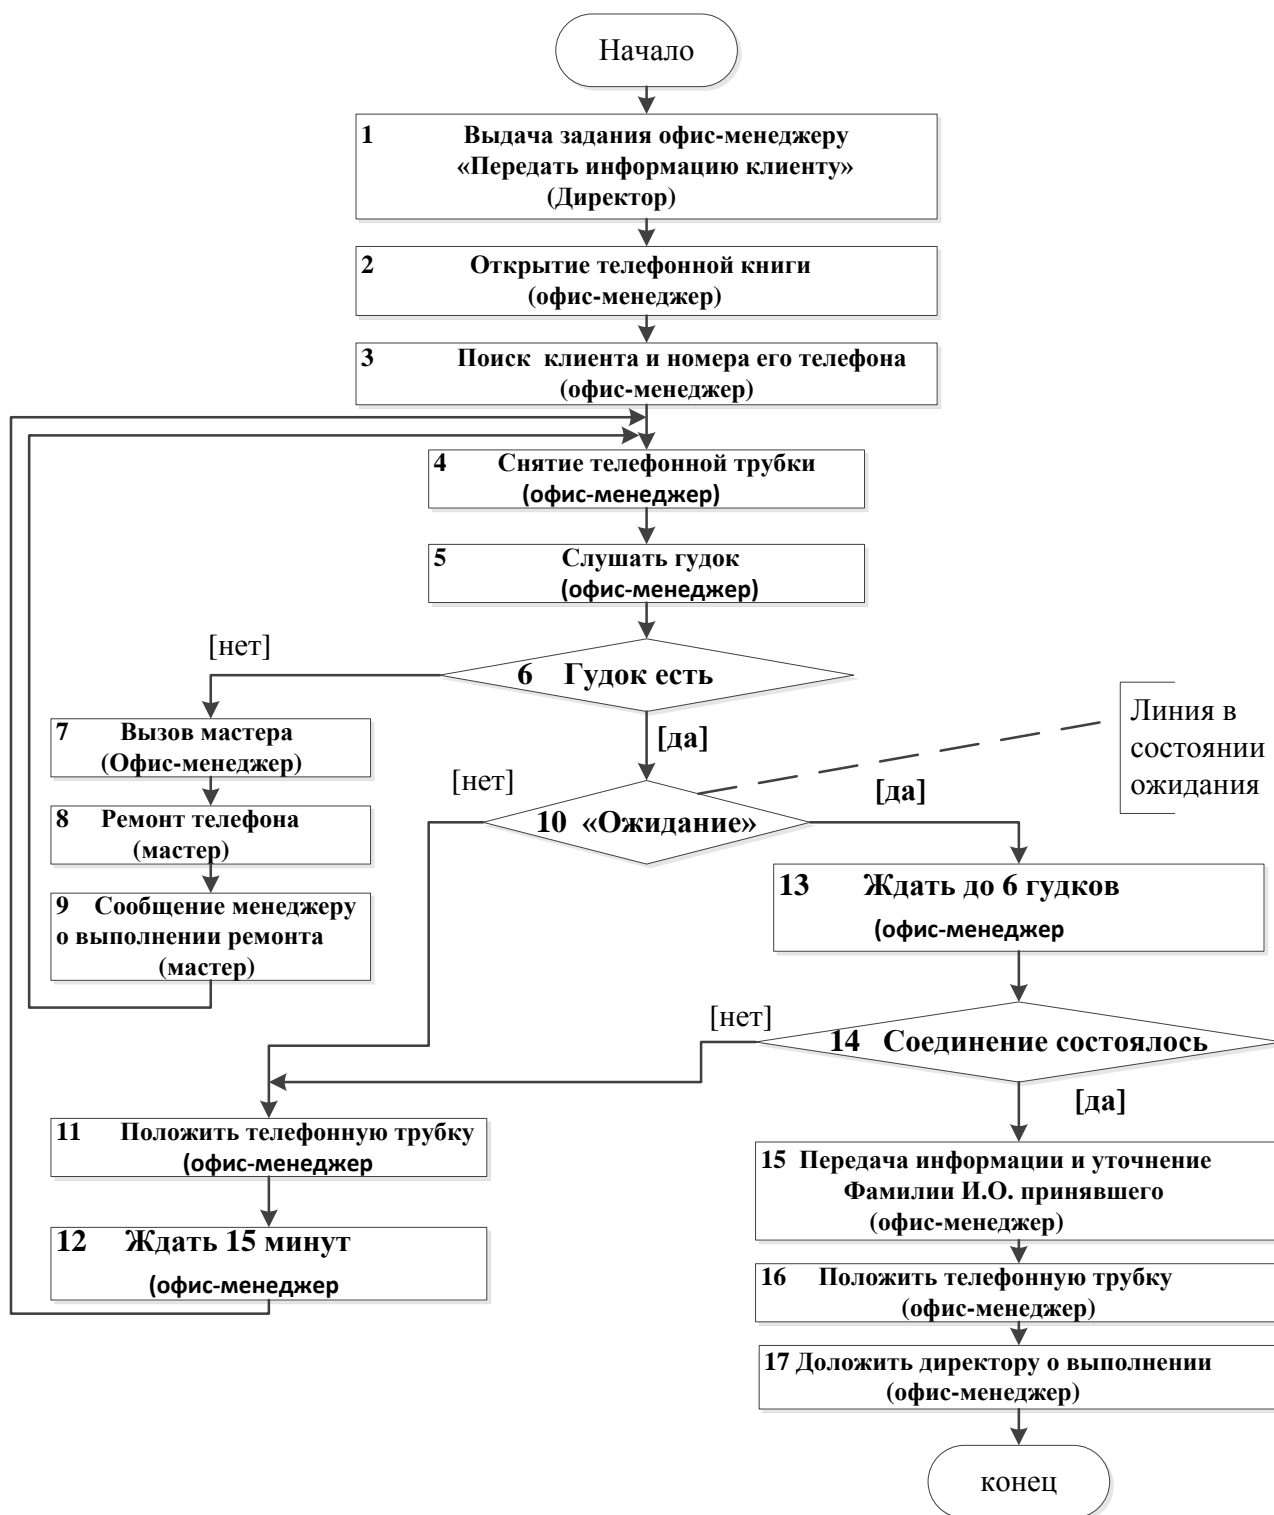 Начало
1 Выдача задания офис-менеджеру
«Передать информацию клиенту»
(Директор)
2 Открытие телефонной книги
(офис-менеджер)
3 Поиск клиента и номера его телефона
(офис-менеджер)
4 Снятие телефонной трубки
(офис-менеджер)
5 Слушать гудок
(офис-менеджер)
[нет]
6 Гудок есть
[да]
7 Вызов мастера
(Офис-менеджер)
8 Ремонт телефона
(мастер)
9 Сообщение менеджеру
о выполнении ремонта
(мастер)
[нет]
10 «Ожидание»
[да]
Линия в
состоянии
ожидания
13 Ждать до 6 гудков
(офис-менеджер
[нет]
14 Соединение состоялось
[да]
11 Положить телефонную трубку
(офис-менеджер
12 Ждать 15 минут
(офис-менеджер
15 Передача информации и уточнение
Фамилии И.О. принявшего
(офис-менеджер)
16 Положить телефонную трубку
(офис-менеджер)
17 Доложить директору о выполнении
(офис-менеджер)
конец